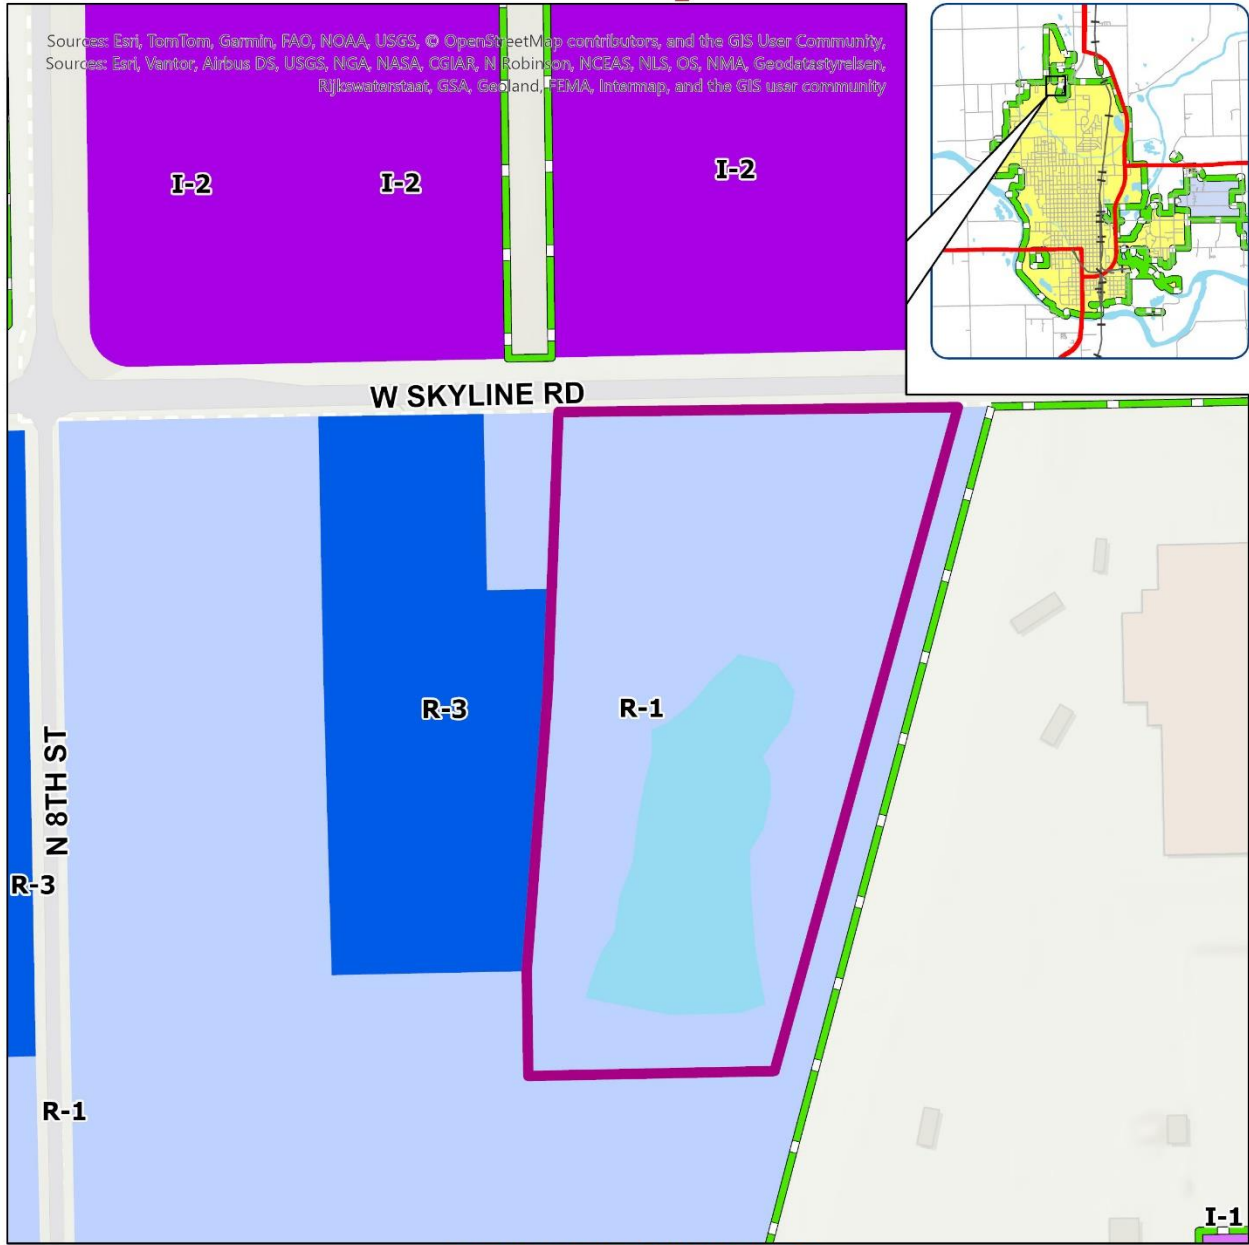 Sources: Esri, TomTom, Garmin, FAO, NOAA, USGS, © OpenStreetMap contributors, and the GIS User Community,
Sources: Esri, Vantor, Airbus DS, USGS, NGA, NASA, CGIAR, N Robinson, NCEAS, NLS, OS, NMA, Geodatastyrelsen,
Rijkswaterstaat, GSA, Geoland, FEMA, Intermap, and the GIS user community
I-2
I-2
I-2
W SKYLINE RD
R-3
R-1
N 8TH ST
R-3
R-1
I-1